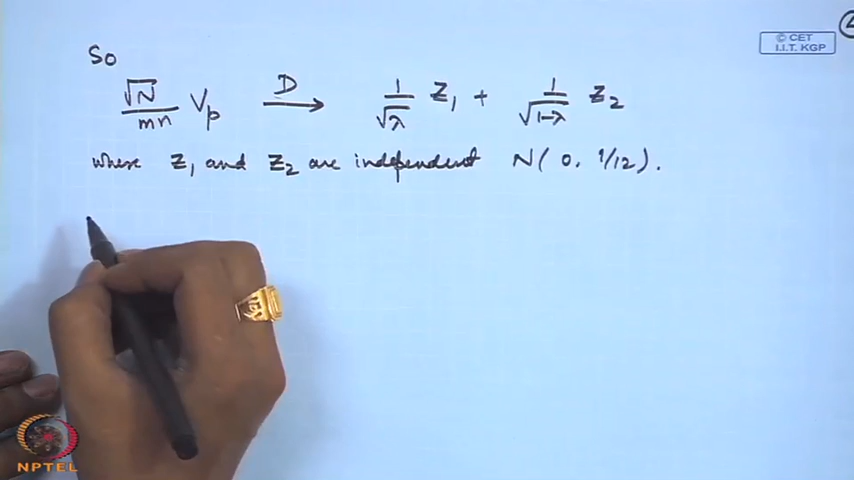 © CET
I.I.T. KGP
So
√N/mn V_p →^D 1/√λ Z₁ + 1/√(1-λ) Z₂
where Z₁ and Z₂ are independent N( 0, 1/12).
NPTEL